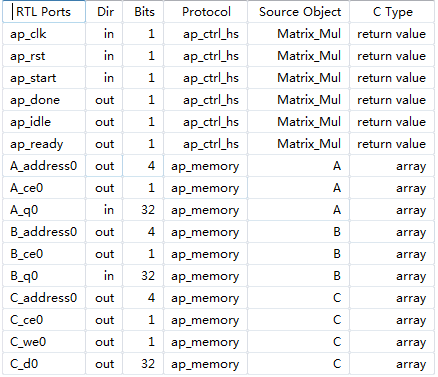 RTL Ports Dir Bits Protocol Source Object C Type
ap_clk in 1 ap_ctrl_hs Matrix_Mul return value
ap_rst in 1 ap_ctrl_hs Matrix_Mul return value
ap_start in 1 ap_ctrl_hs Matrix_Mul return value
ap_done out 1 ap_ctrl_hs Matrix_Mul return value
ap_idle out 1 ap_ctrl_hs Matrix_Mul return value
ap_ready out 1 ap_ctrl_hs Matrix_Mul return value
A_address0 out 4 ap_memory A array
A_ce0 out 1 ap_memory A array
A_q0 in 32 ap_memory A array
B_address0 out 4 ap_memory B array
B_ce0 out 1 ap_memory B array
B_q0 in 32 ap_memory B array
C_address0 out 4 ap_memory C array
C_ce0 out 1 ap_memory C array
C_we0 out 1 ap_memory C array
C_d0 out 32 ap_memory C array